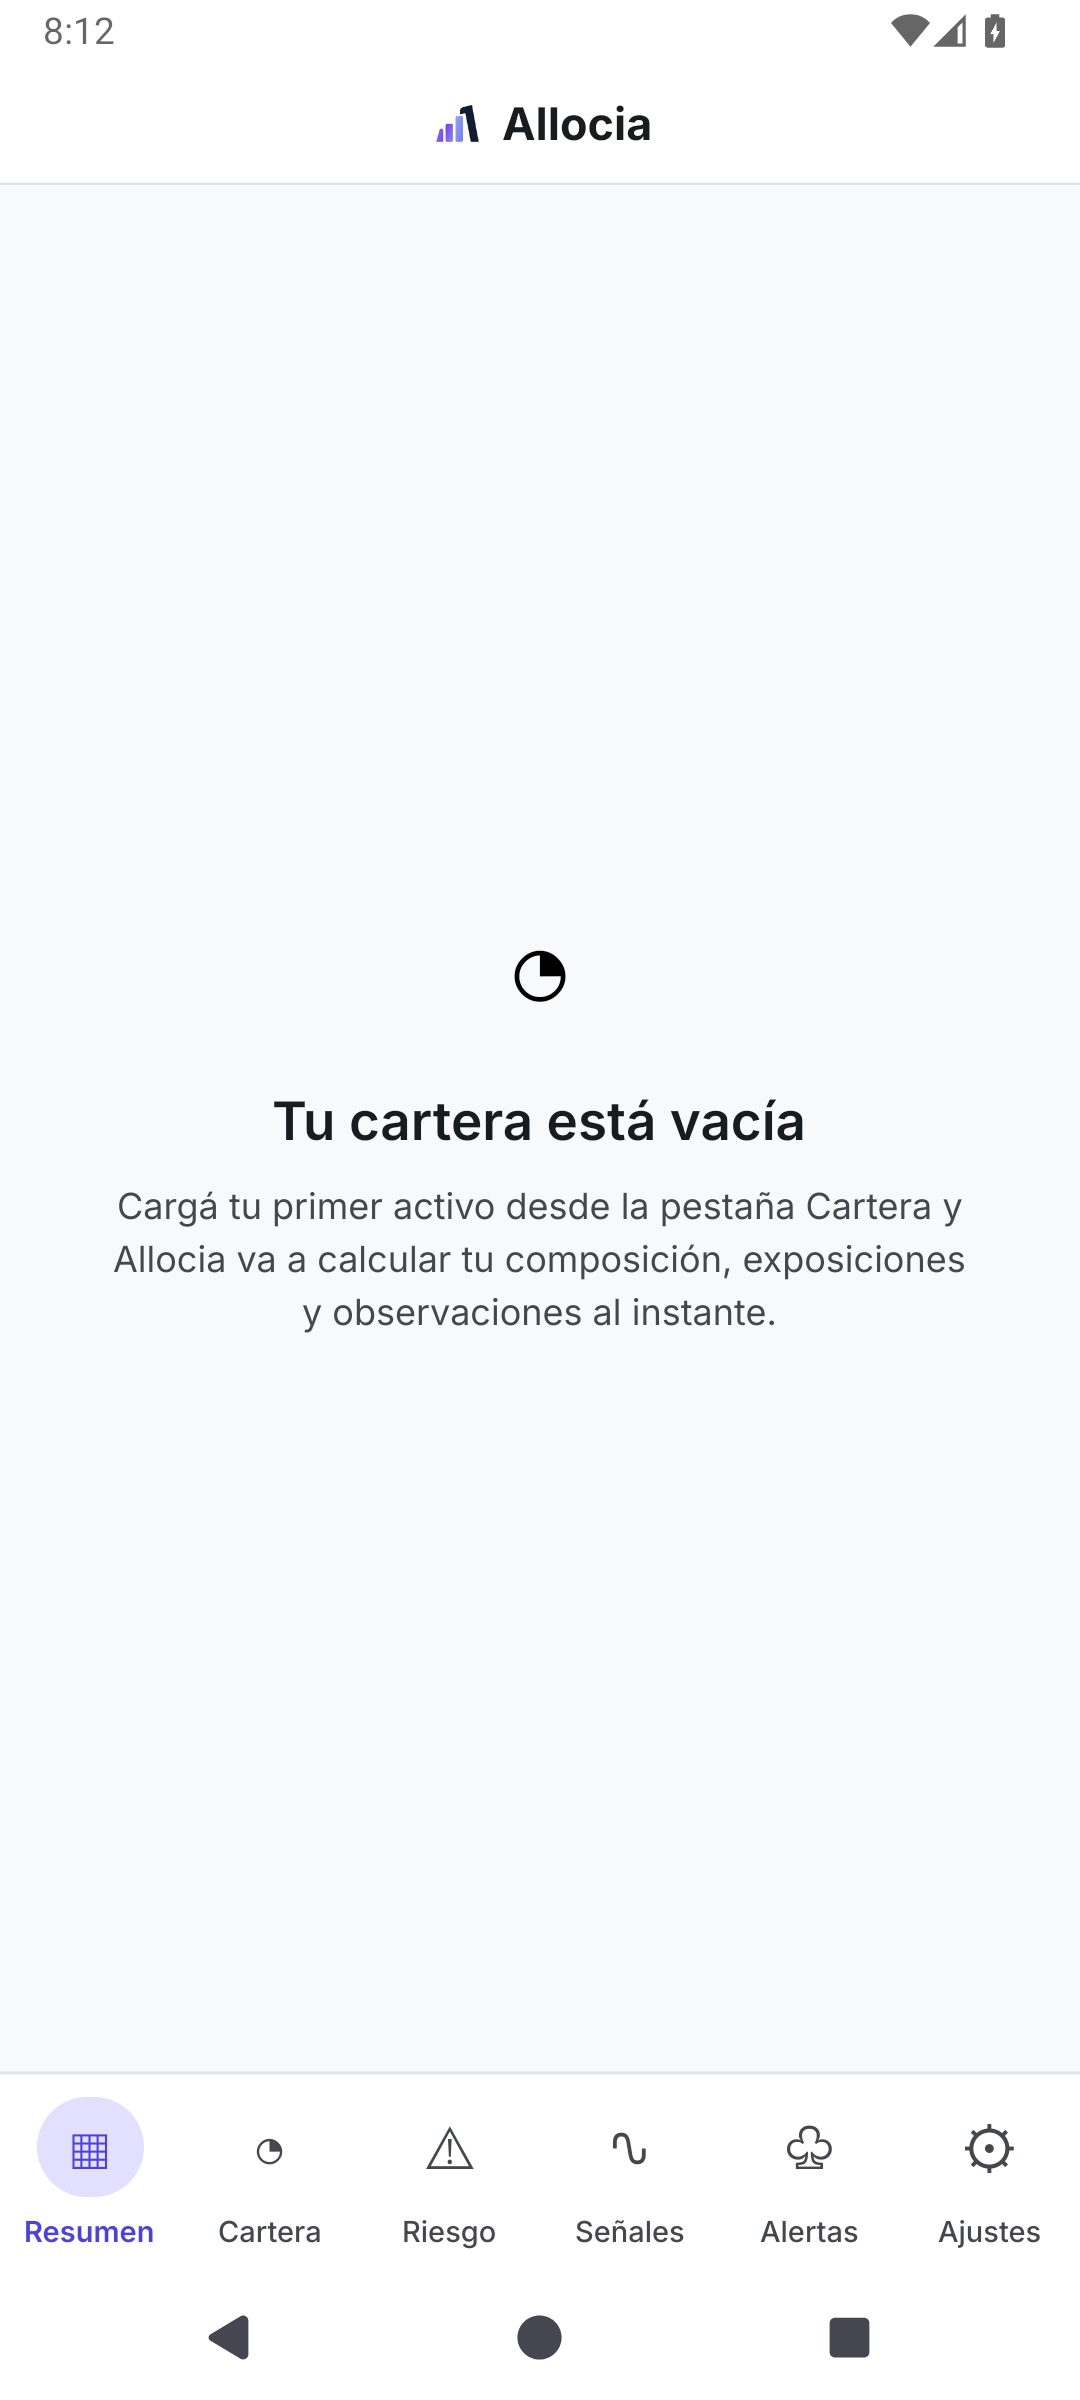 8:12
Allocia
Tu cartera está vacía
Cargá tu primer activo desde la pestaña Cartera y
Allocia va a calcular tu composición, exposiciones
y observaciones al instante.
Resumen
Cartera
Riesgo
Señales
Alertas
Ajustes